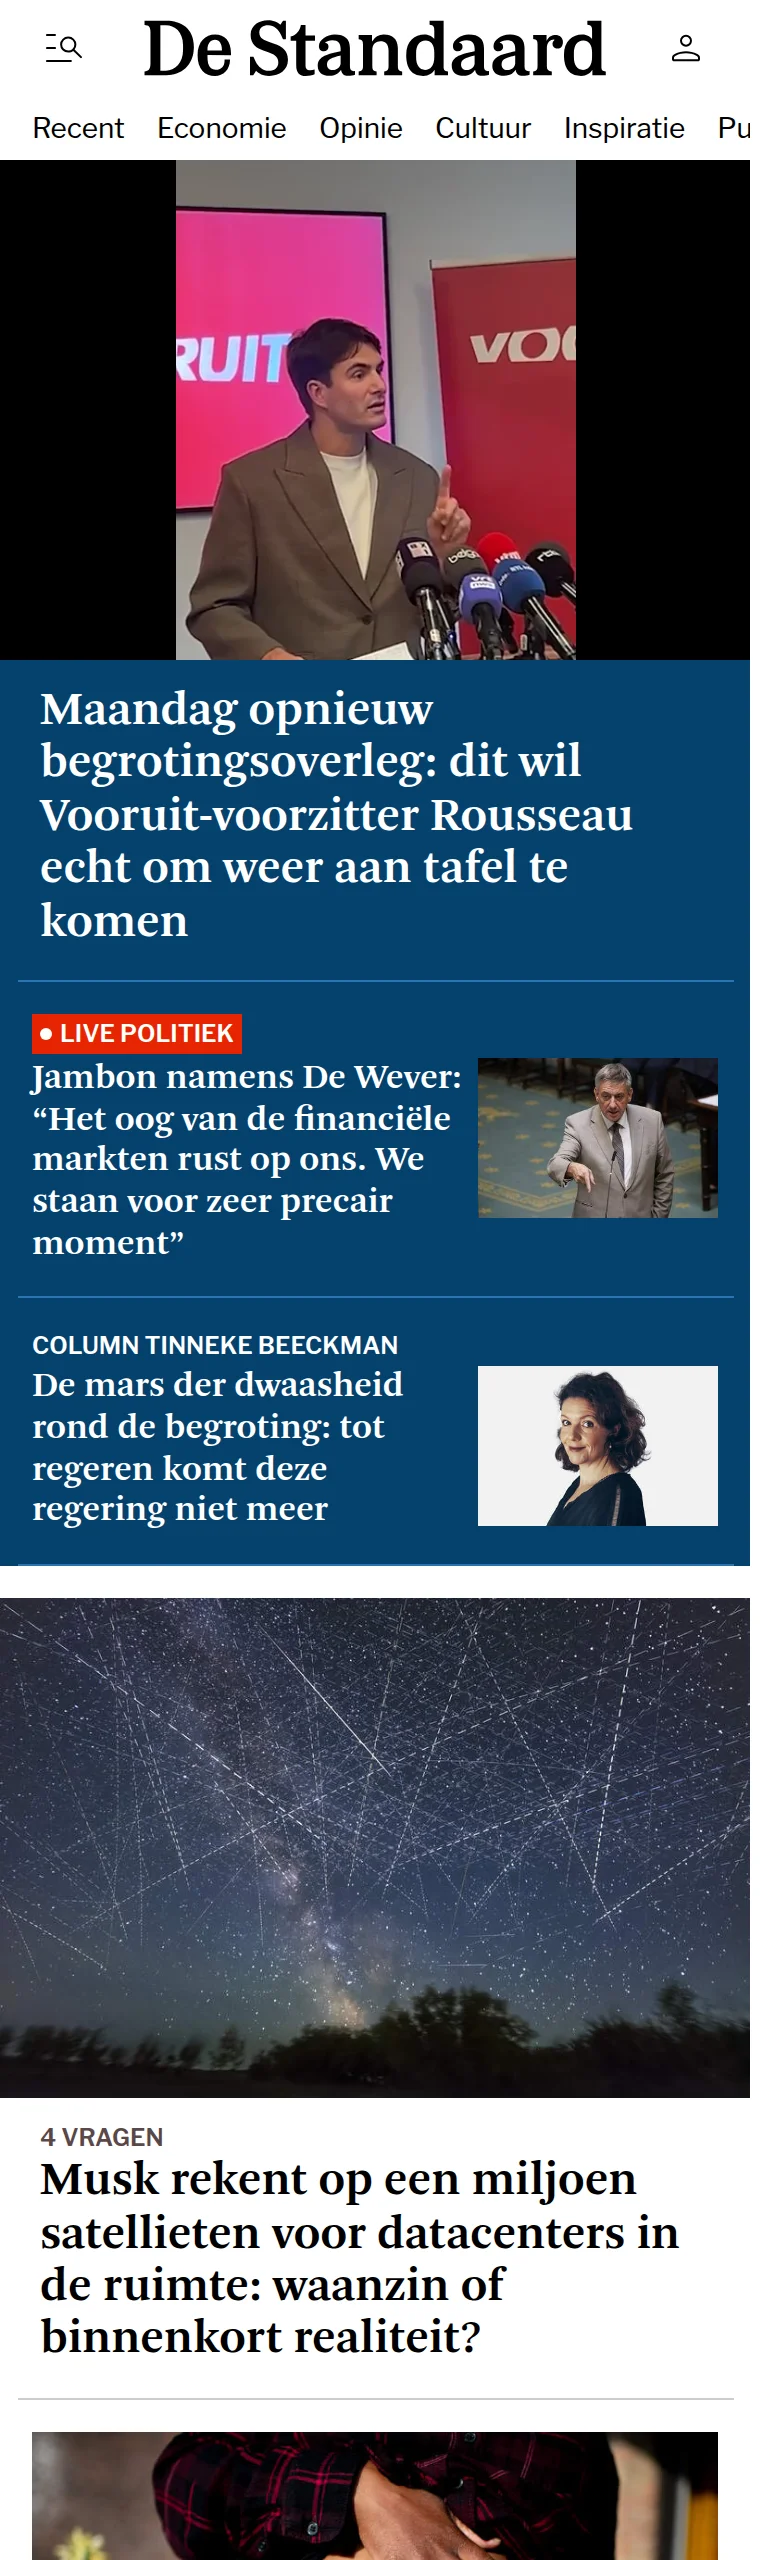 De Standaard
Recent Economie Opinie Cultuur Inspiratie Pu
RUIT
VOO
belga
vrt
Maandag opnieuw
begrotingsoverleg: dit wil
Vooruit-voorzitter Rousseau
echt om weer aan tafel te
komen
LIVE POLITIEK
Jambon namens De Wever:
“Het oog van de financiële
markten rust op ons. We
staan voor zeer precair
moment”
COLUMN TINNEKE BEECKMAN
De mars der dwaasheid
rond de begroting: tot
regeren komt deze
regering niet meer
4 VRAGEN
Musk rekent op een miljoen
satellieten voor datacenters in
de ruimte: waanzin of
binnenkort realiteit?